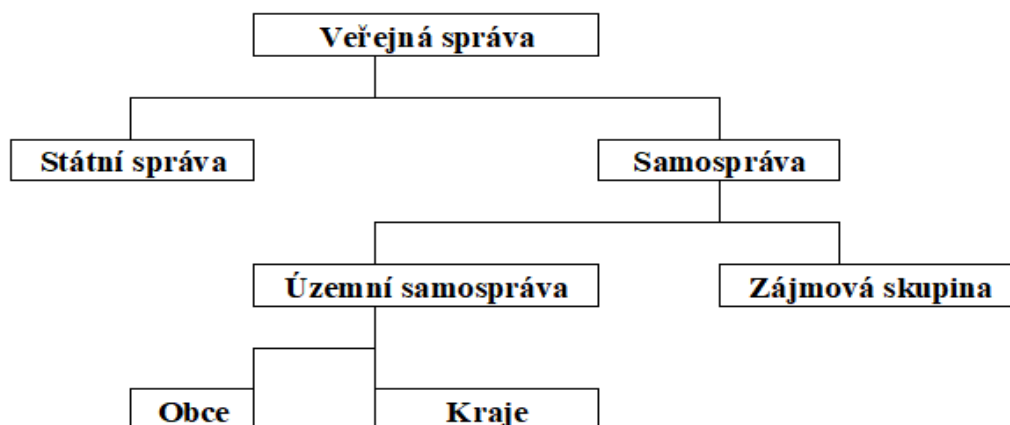 Veřejná správa
Státní správa
Samospráva
Územní samospráva
Zájmová skupina
Obce
Kraje